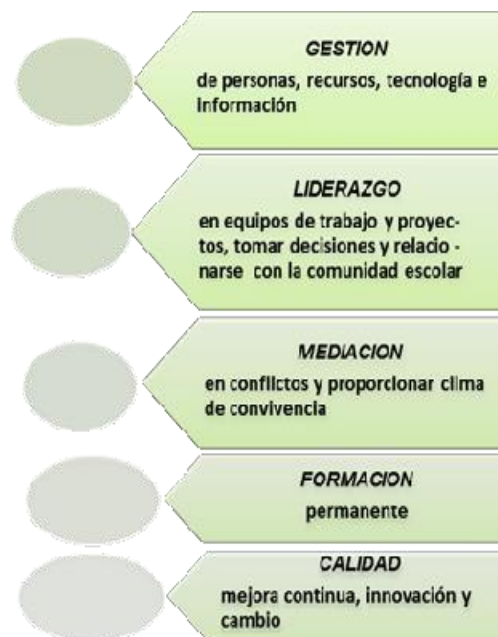 GESTION
de personas, recursos, tecnología e
información
LIDERAZGO
en equipos de trabajo y proyec-
tos, tomar decisiones y relacio -
narse con la comunidad escolar
MEDIACION
en conflictos y proporcionar clima
de convivencia
FORMACION
permanente
CALIDAD
mejora continua, innovación y
cambio